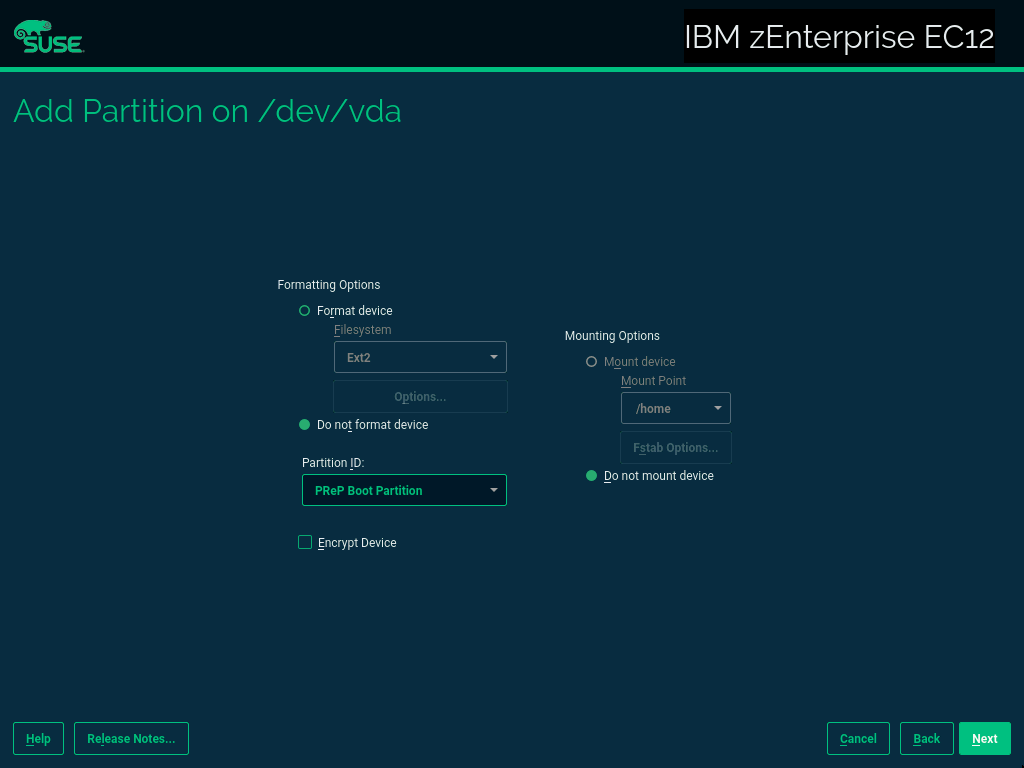 SUSE
IBM zEnterprise EC12
Add Partition on /dev/vda
Formatting Options
Format device
Filesystem
Ext2
Options...
Do not format device
Partition ID:
PReP Boot Partition
Encrypt Device
Mounting Options
Mount device
Mount Point
/home
Fstab Options...
Do not mount device
Help
Release Notes...
Cancel
Back
Next